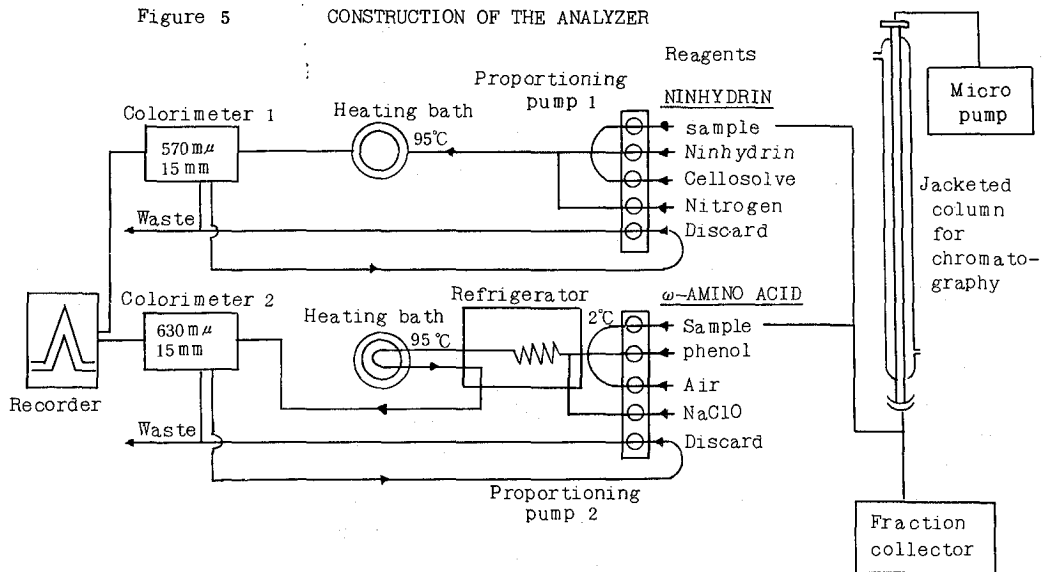 Figure 5 CONSTRUCTION OF THE ANALYZER
Reagents
Proportioning
pump 1
NINHYDRIN
Colorimeter 1
Heating bath
95℃
sample
Ninhydrin
Cellosolve
Nitrogen
Discard
570 mμ
15 mm
Waste
Micro
pump
Jacketed
column
for
chromato-
graphy
Colorimeter 2
Refrigerator
ω-AMINO ACID
Heating bath
95℃
2℃
Sample
phenol
Air
NaClO
Discard
630 mμ
15 mm
Recorder
Waste
Proportioning
pump 2
Fraction
collector